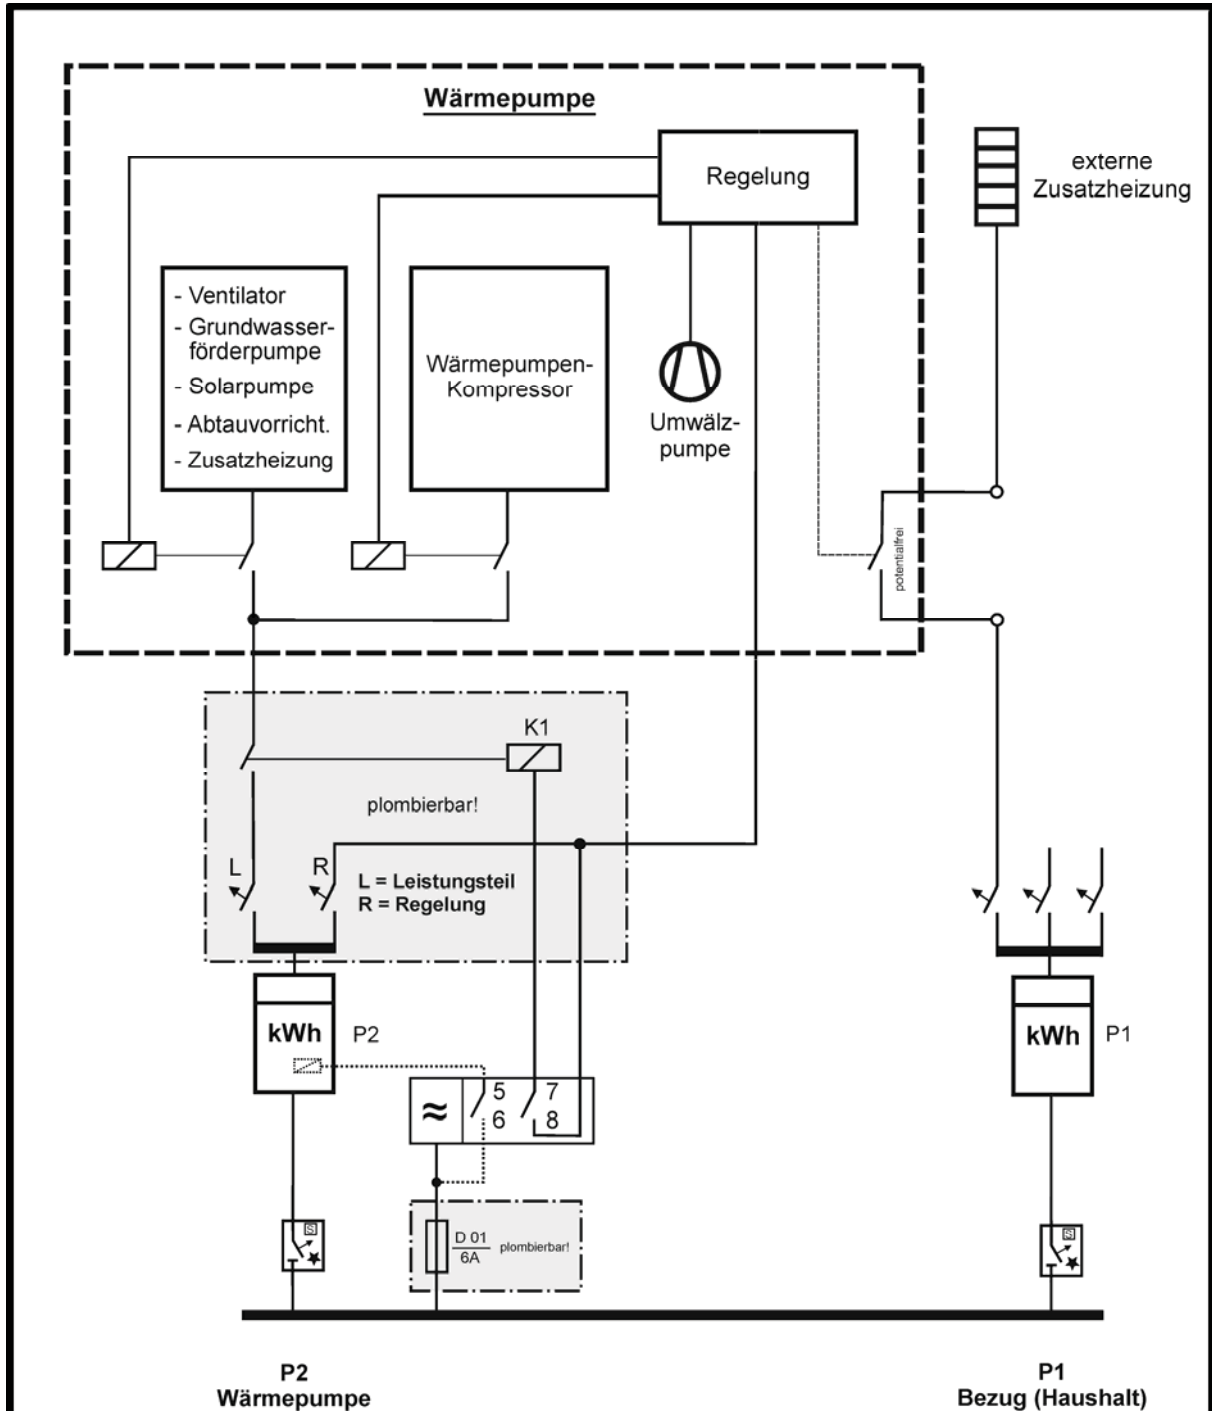 Wärmepumpe
Regelung
externe
Zusatzheizung
- Ventilator
- Grundwasser-
förderpumpe
- Solarpumpe
- Abtauvorricht.
- Zusatzheizung
Wärmepumpen-
Kompressor
Umwälz-
pumpe
potentialfrei
K1
plombierbar!
L
R
L = Leistungsteil
R = Regelung
kWh
P2
kWh
P1
≈
5
7
6
8
S
D 01
6A
plombierbar!
S
P2
Wärmepumpe
P1
Bezug (Haushalt)